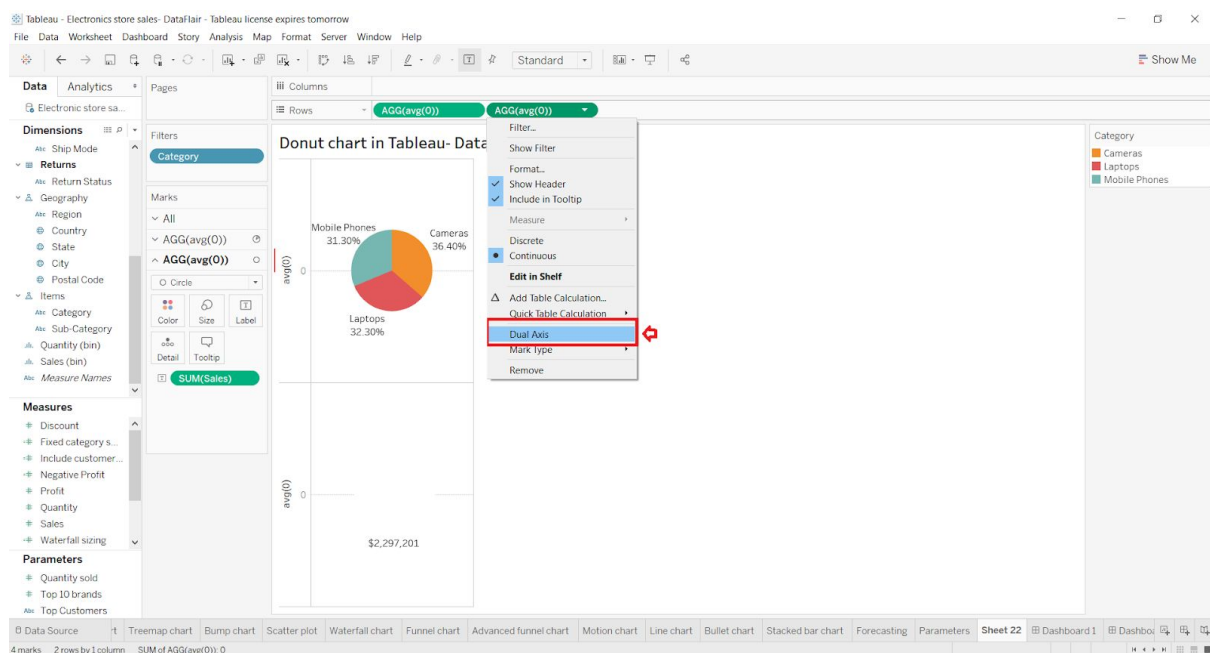 Tableau - Electronics store sales- DataFlair - Tableau license expires tomorrow
File Data Worksheet Dashboard Story Analysis Map Format Server Window Help
Standard
Show Me
Data Analytics
Electronic store sa...
Dimensions
Abc Ship Mode
Returns
Abc Return Status
Geography
Abc Region
Country
State
City
Postal Code
Items
Abc Category
Abc Sub-Category
Quantity (bin)
Sales (bin)
Abc Measure Names
Measures
Discount
Fixed category s...
Include customer...
Negative Profit
Profit
Quantity
Sales
Waterfall sizing
Parameters
Quantity sold
Top 10 brands
Abc Top Customers
Pages
Filters
Category
Marks
All
AGG(avg(0))
AGG(avg(0))
Circle
Color Size Label
Detail Tooltip
SUM(Sales)
Columns
Rows AGG(avg(0)) AGG(avg(0))
Donut chart in Tableau- Data
Mobile Phones
31.30%
Cameras
36.40%
Laptops
32.30%
avg(0)
0
avg(0)
0
$2,297,201
Filter...
Show Filter
Format...
Show Header
Include in Tooltip
Measure
Discrete
Continuous
Edit in Shelf
Add Table Calculation...
Quick Table Calculation
Dual Axis
Mark Type
Remove
Category
Cameras
Laptops
Mobile Phones
Data Source rt Treemap chart Bump chart Scatter plot Waterfall chart Funnel chart Advanced funnel chart Motion chart Line chart Bullet chart Stacked bar chart Forecasting Parameters Sheet 22 Dashboard 1 Dashbo
4 marks 2 rows by 1 column SUM of AGG(avg(0)): 0